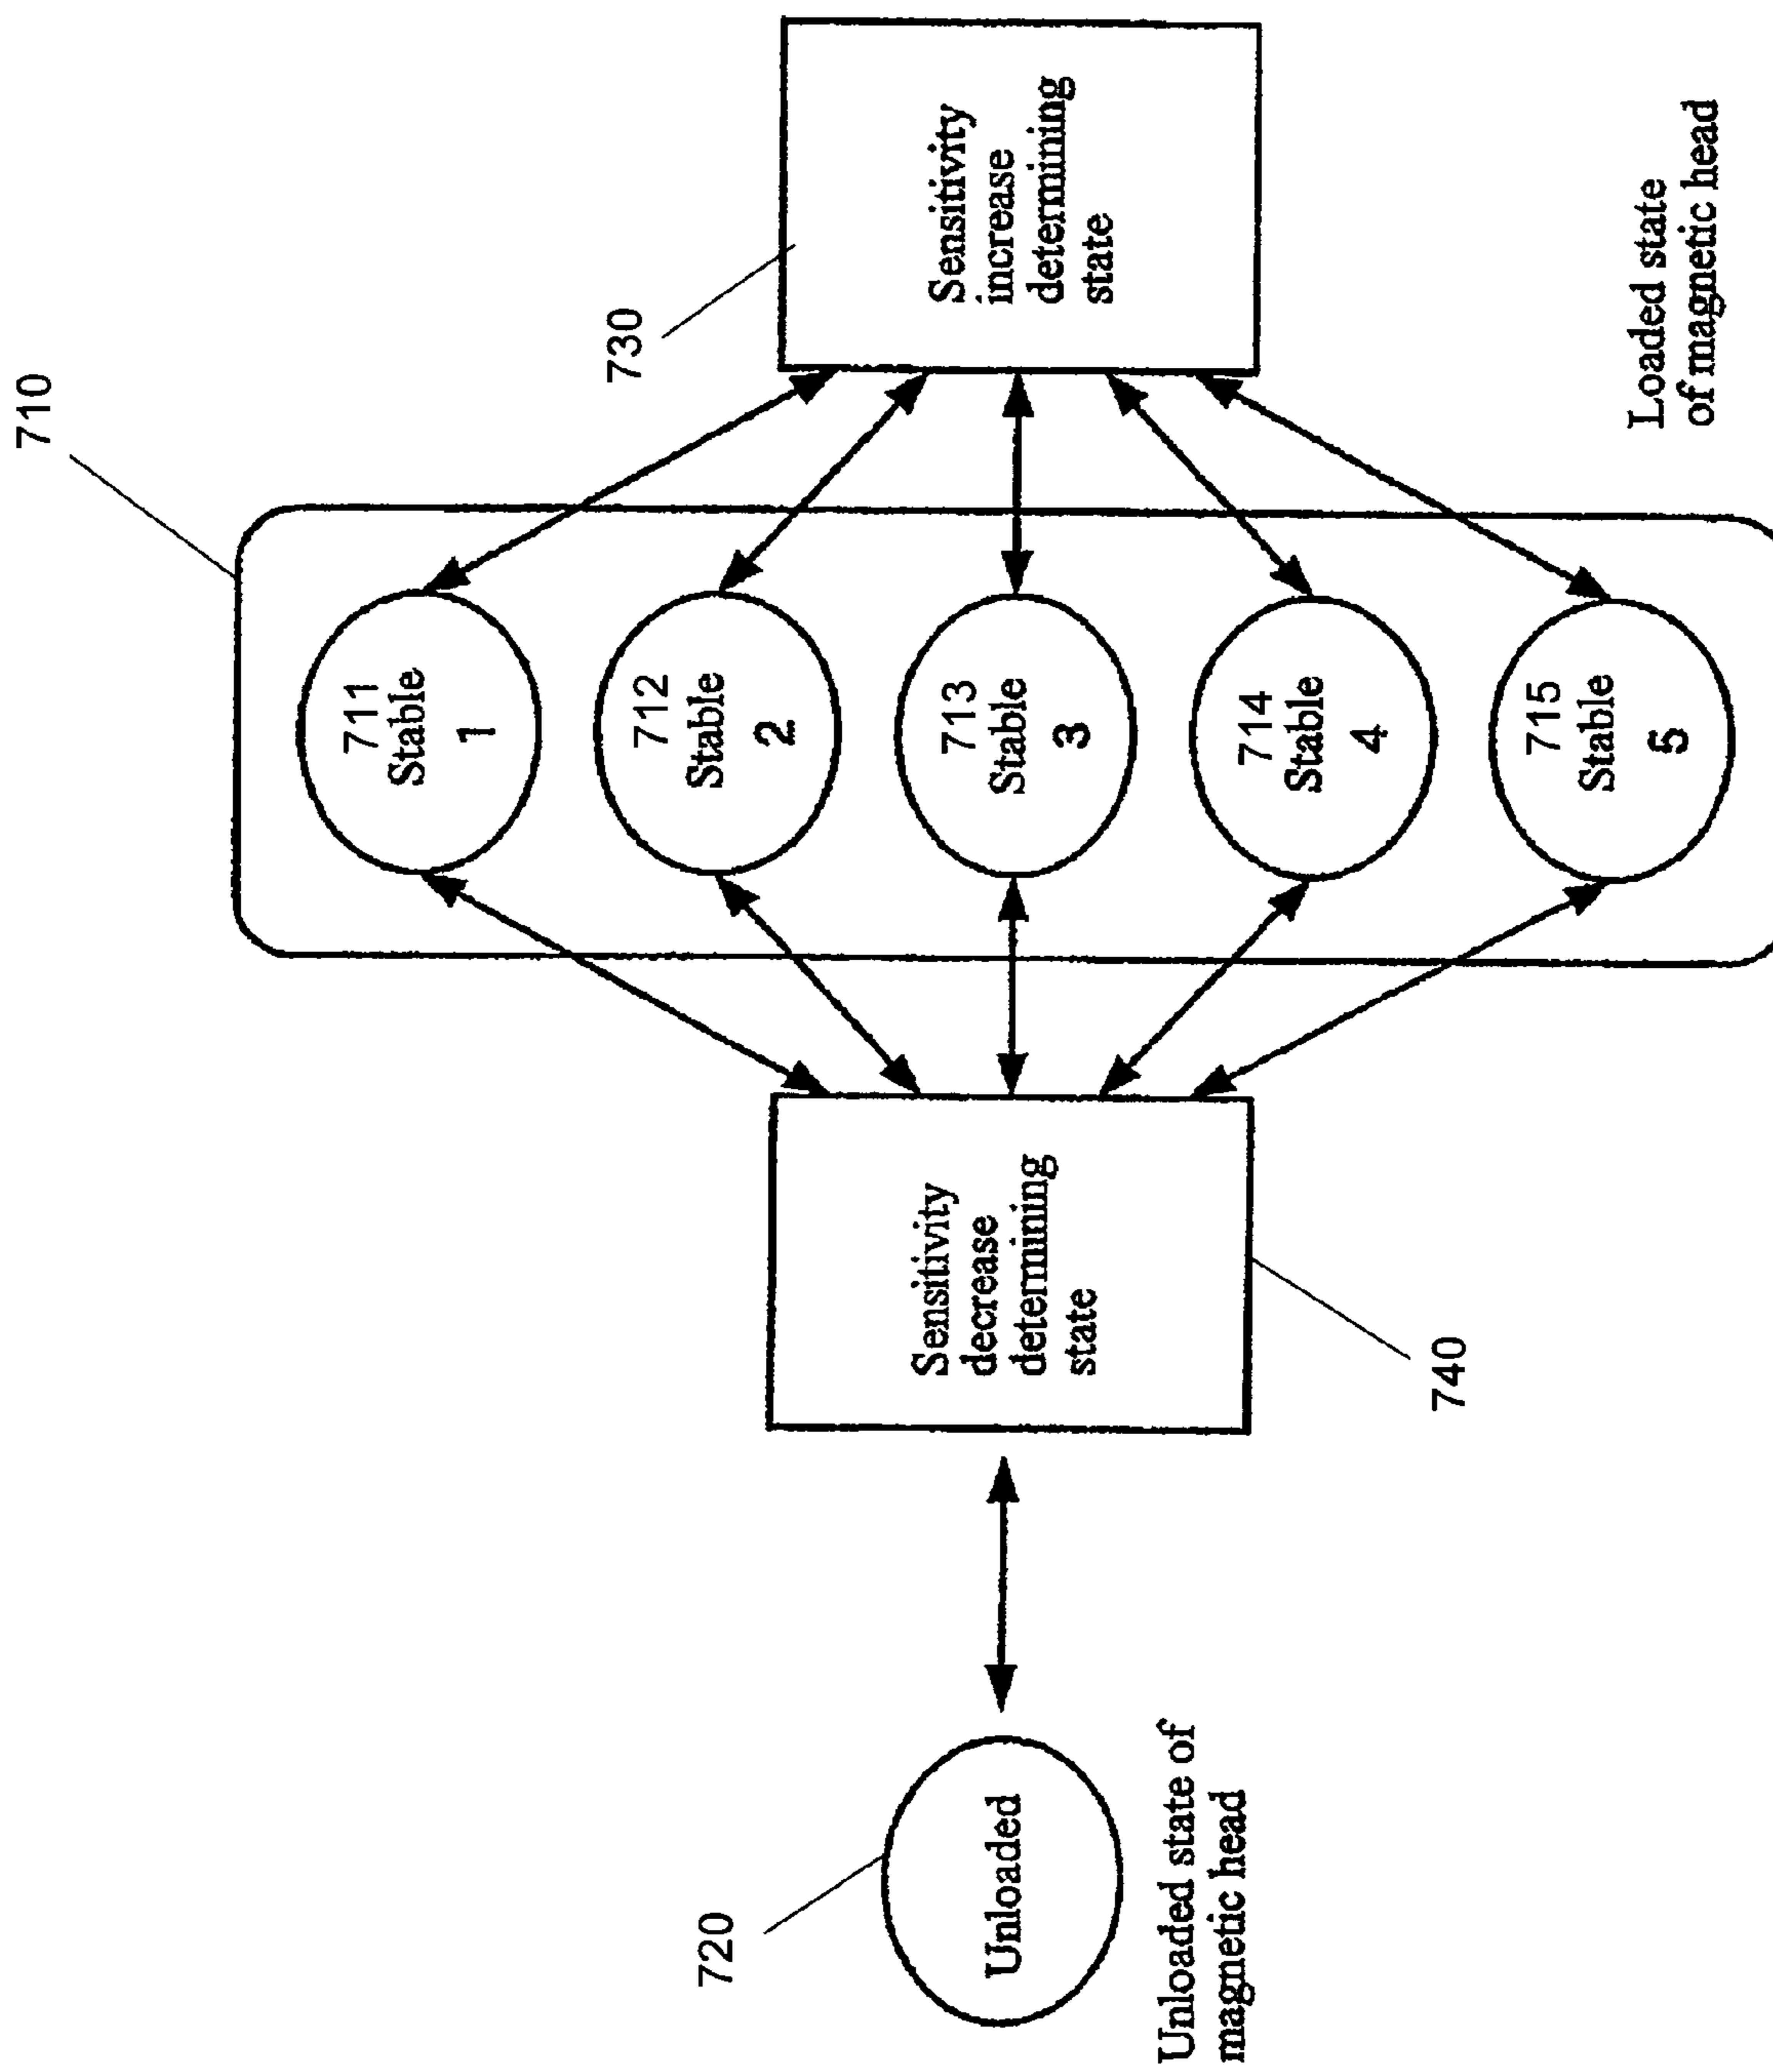 710
730
Sensitivity
increase
determining
state
711
Stable
1
712
Stable
2
713
Stable
3
714
Stable
4
715
Stable
5
Loaded state
of magnetic head
Sensitivity
decrease
determining
state
740
720
Unloaded
Unloaded state of
magnetic head